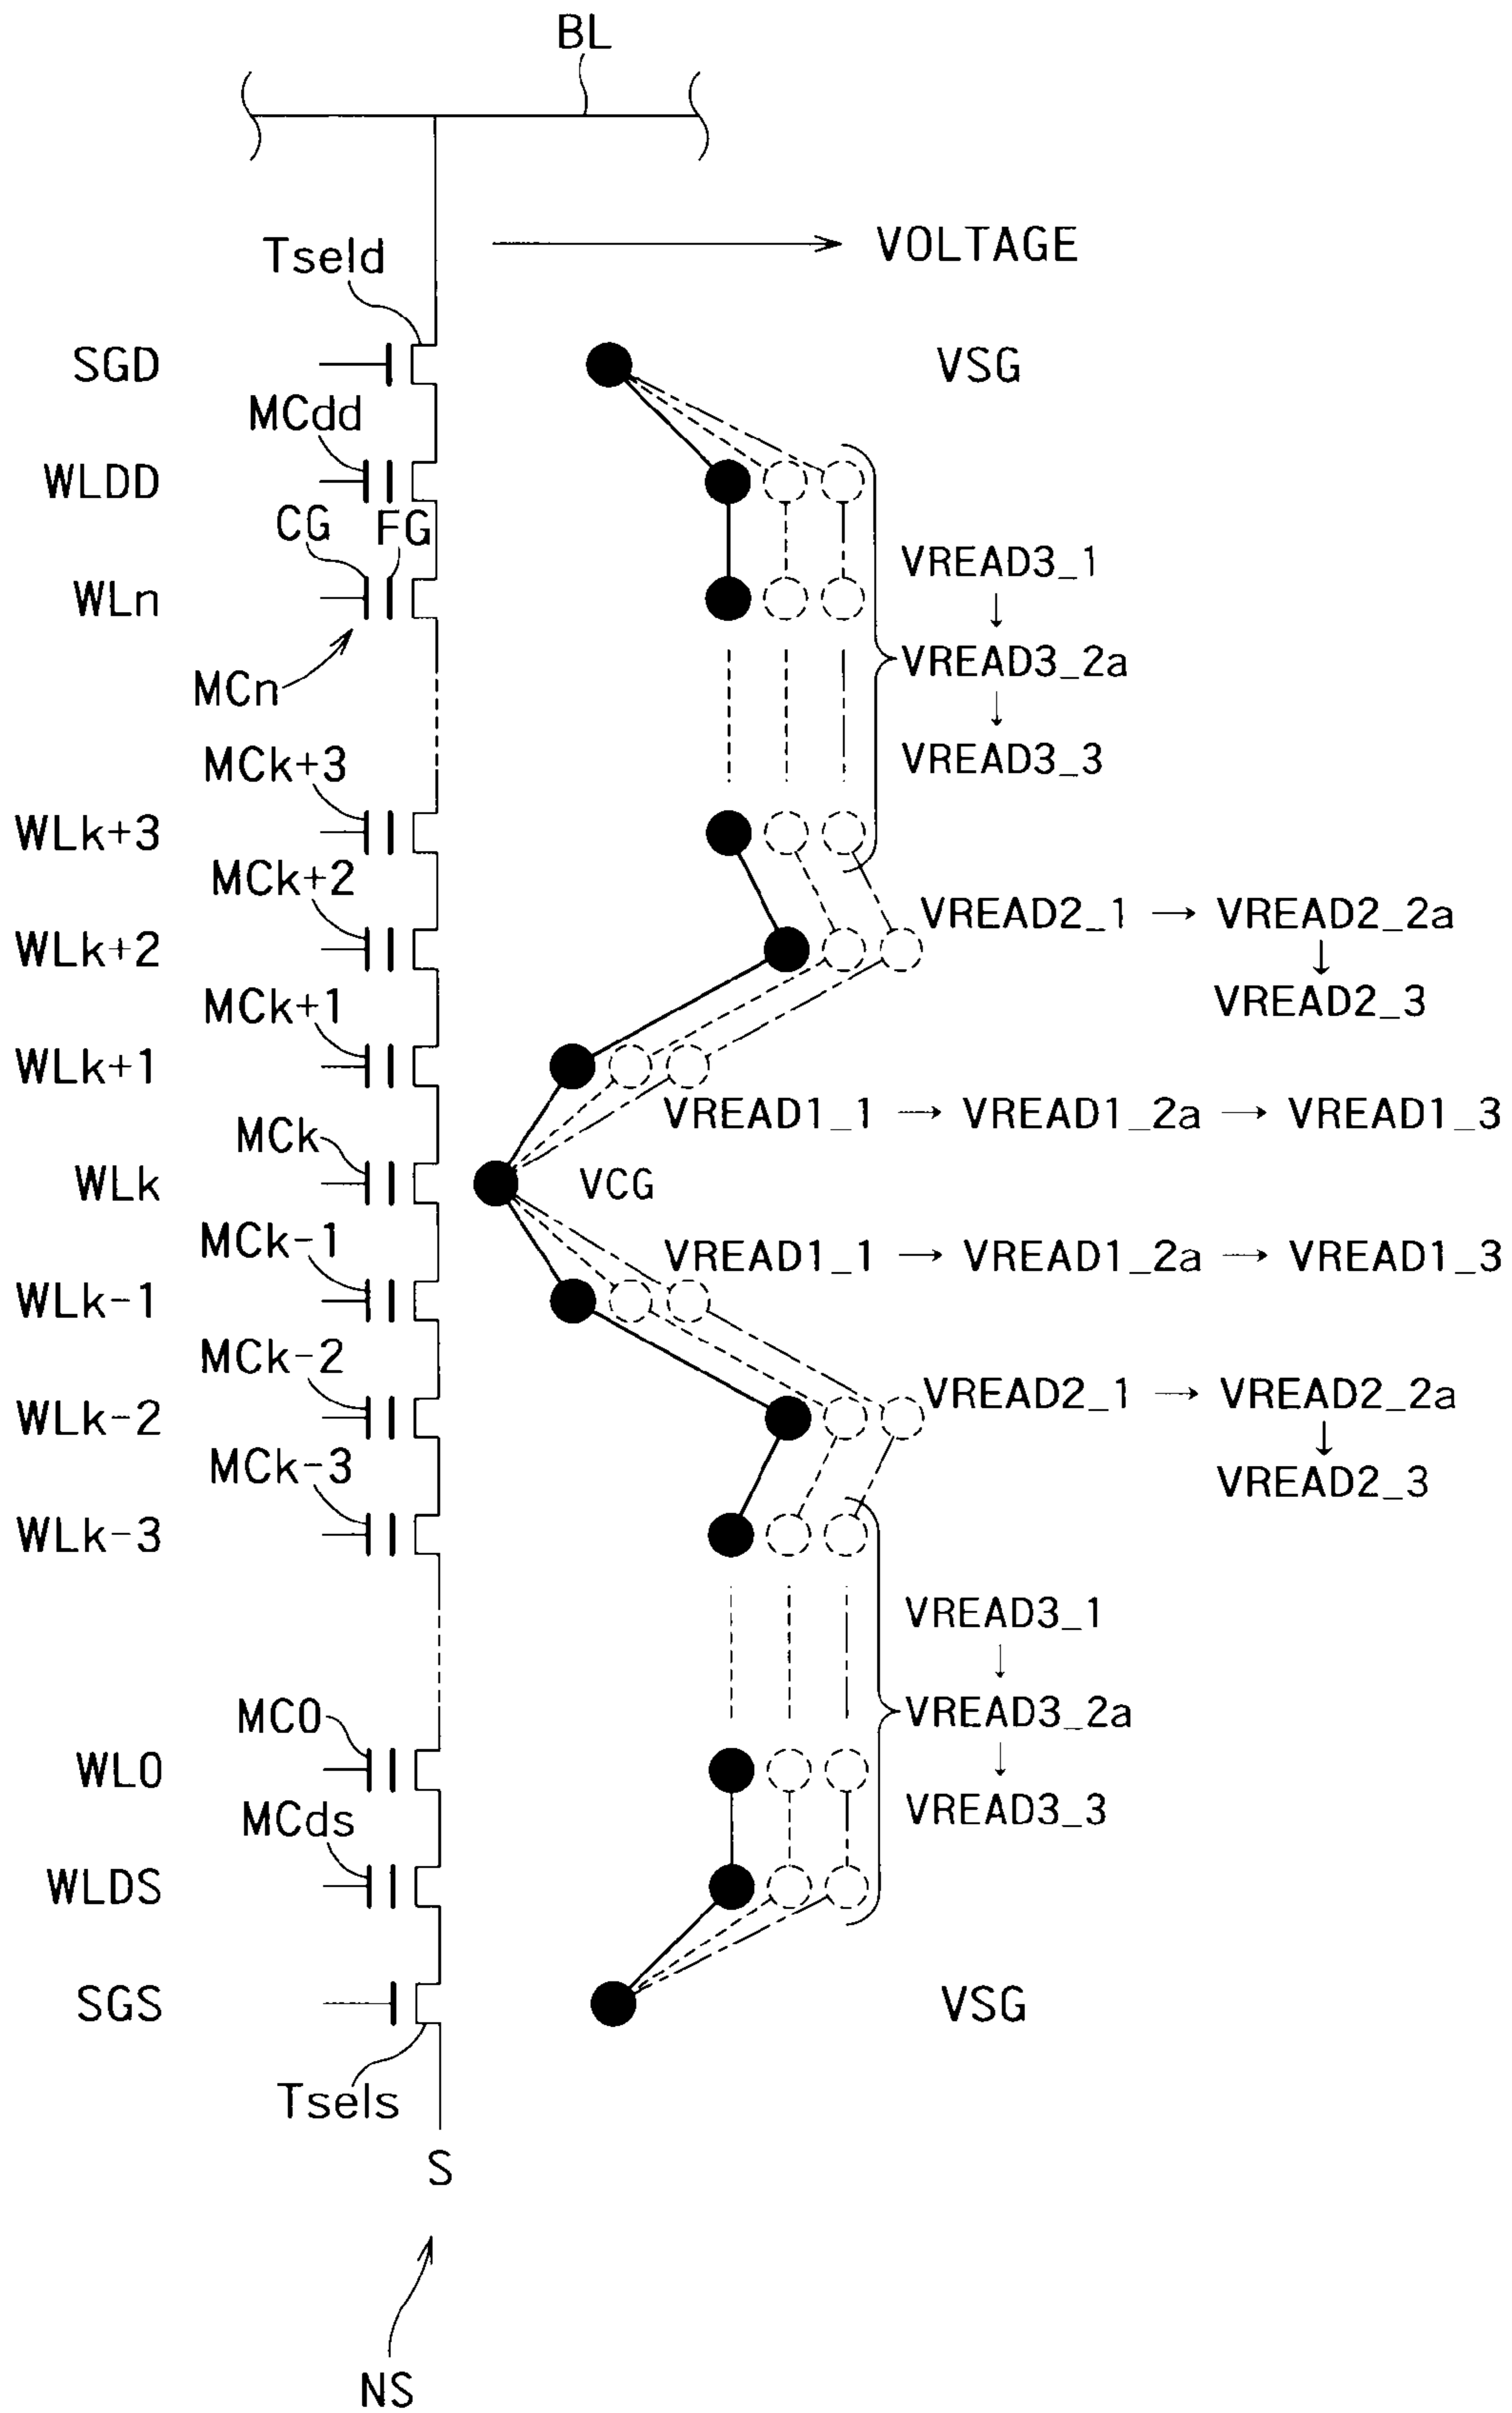 BL
VOLTAGE
Tseld
SGD VSG
MCdd
WLDD
CG FG
VREAD3_1
WLn
↓
VREAD3_2a
MCn
↓
VREAD3_3
MCk+3
WLk+3
MCk+2
VREAD2_1 → VREAD2_2a
WLk+2
↓
VREAD2_3
MCk+1
WLk+1
VREAD1_1 → VREAD1_2a → VREAD1_3
MCk
WLk VCG
MCk-1
VREAD1_1 → VREAD1_2a → VREAD1_3
WLk-1
MCk-2
VREAD2_1 → VREAD2_2a
WLk-2
↓
MCk-3
VREAD2_3
WLk-3
VREAD3_1
↓
MC0
VREAD3_2a
WL0
↓
VREAD3_3
MCds
WLDS
SGS VSG
Tsels
S
NS